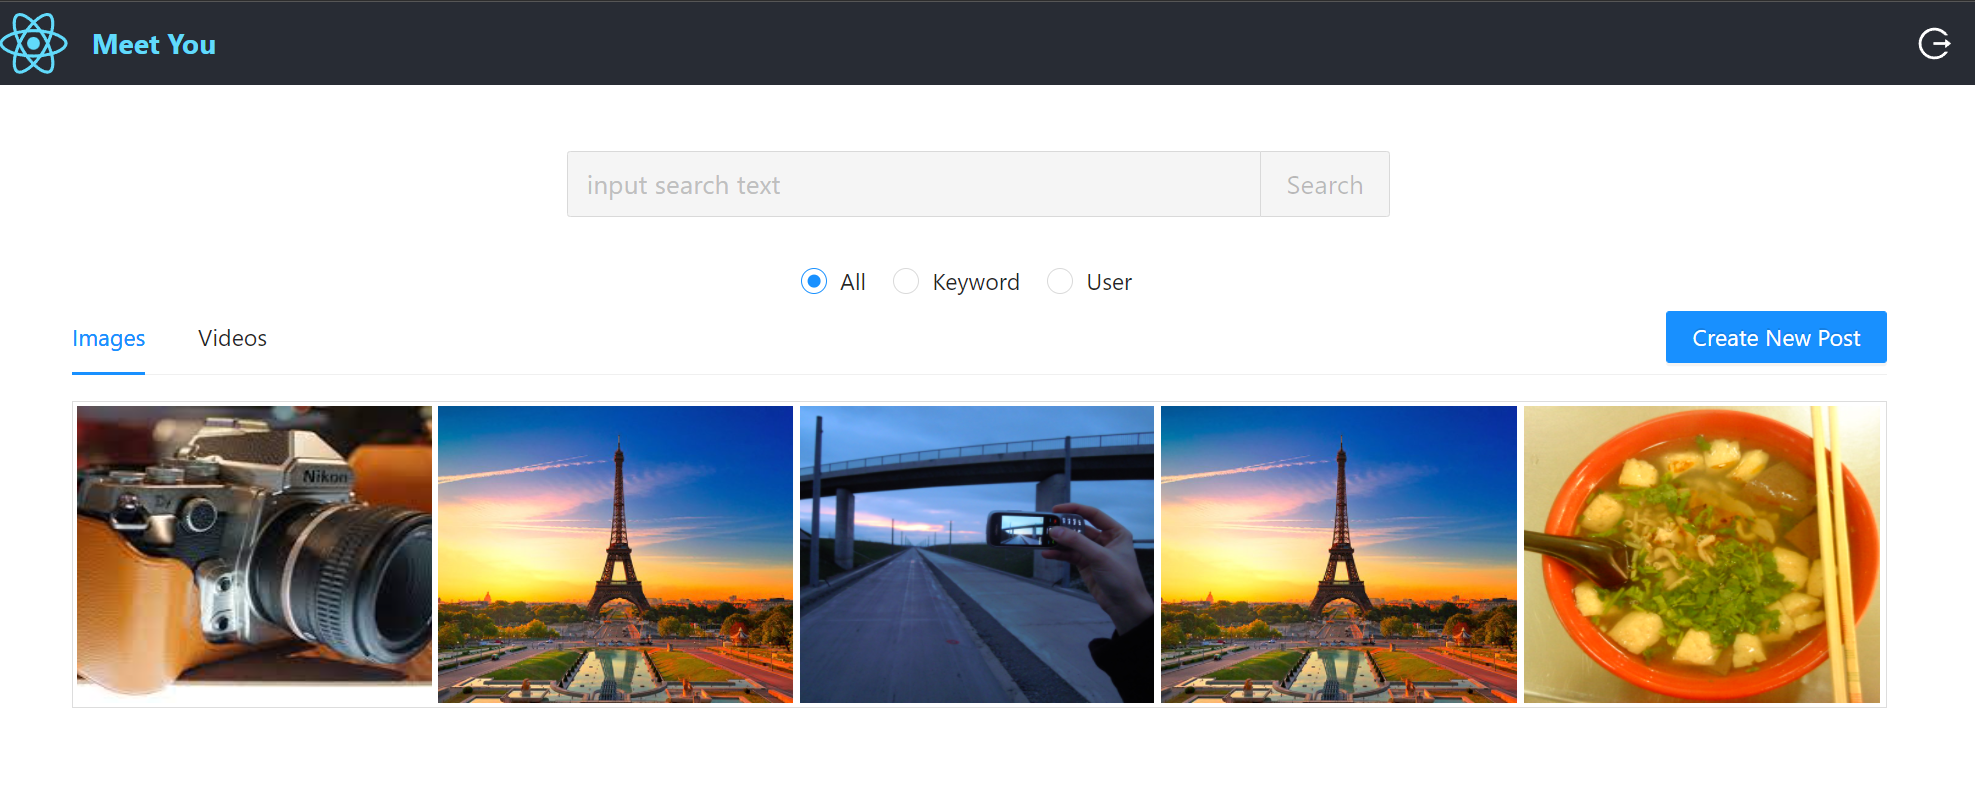 Meet You
input search text
Search
All
Keyword
User
Images
Videos
Create New Post
Nikon